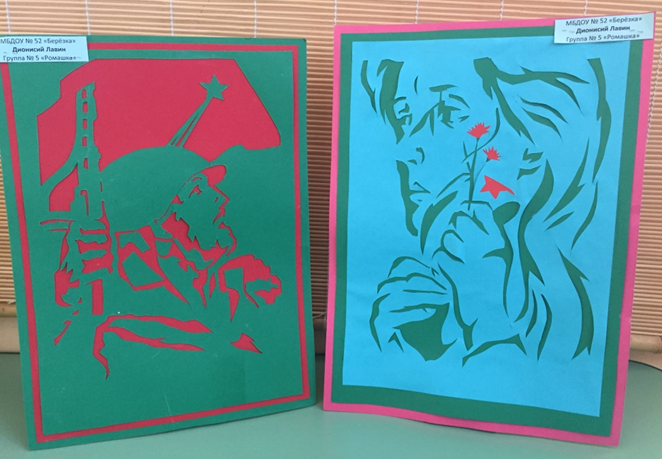 МБДОУ № 52 «Берёзка»
Дионисий Лавин
Группа № 5 «Ромашка»
МБДОУ № 52 «Берёзка»
Дионисий Лавин
Группа № 5 «Ромашка»